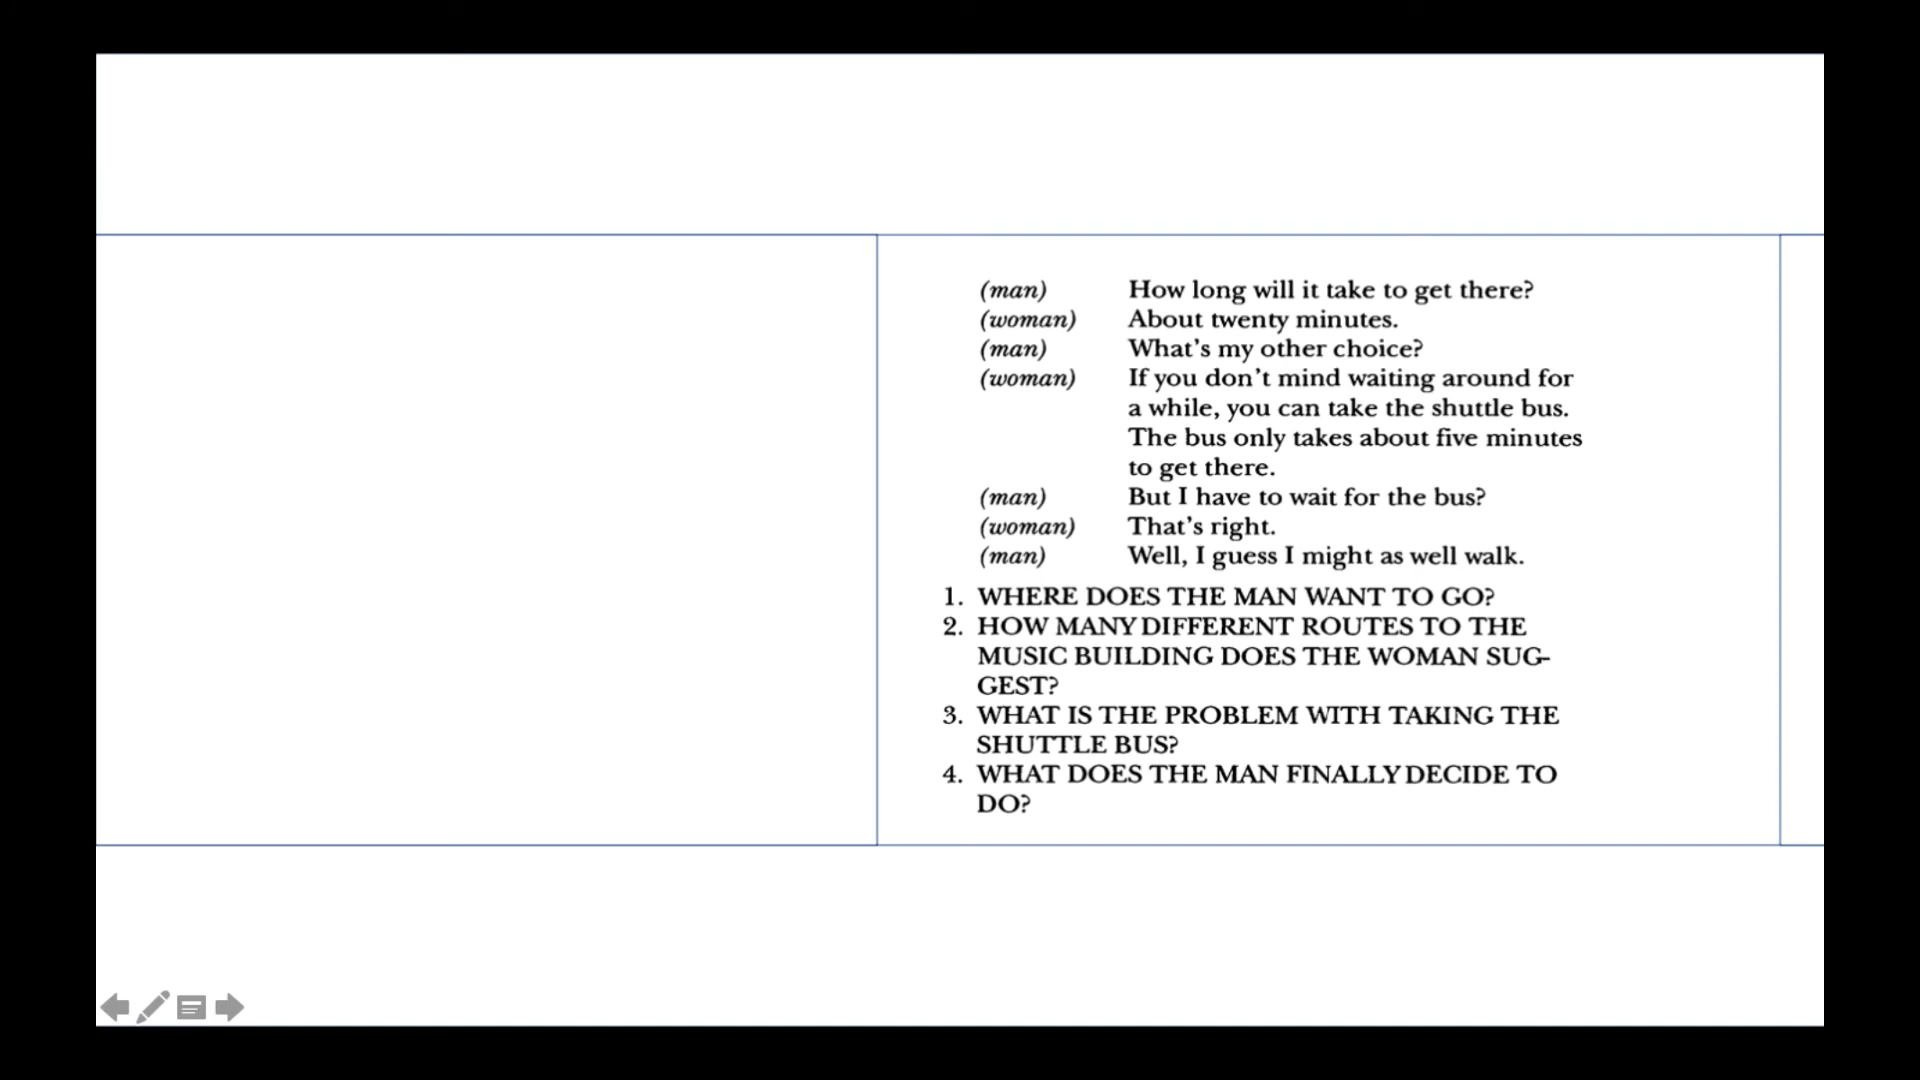 (man) How long will it take to get there?
(woman) About twenty minutes.
(man) What's my other choice?
(woman) If you don't mind waiting around for
a while, you can take the shuttle bus.
The bus only takes about five minutes
to get there.
(man) But I have to wait for the bus?
(woman) That's right.
(man) Well, I guess I might as well walk.
1. WHERE DOES THE MAN WANT TO GO?
2. HOW MANY DIFFERENT ROUTES TO THE
MUSIC BUILDING DOES THE WOMAN SUG-
GEST?
3. WHAT IS THE PROBLEM WITH TAKING THE
SHUTTLE BUS?
4. WHAT DOES THE MAN FINALLY DECIDE TO
DO?